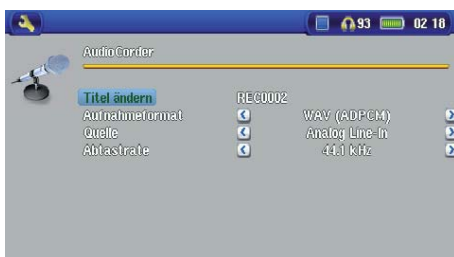 93 02 18
AudioCorder
Titel ändern REC0002
Aufnahmeformat WAV (ADPCM)
Quelle Analog Line-In
Abtastrate 44.1 kHz